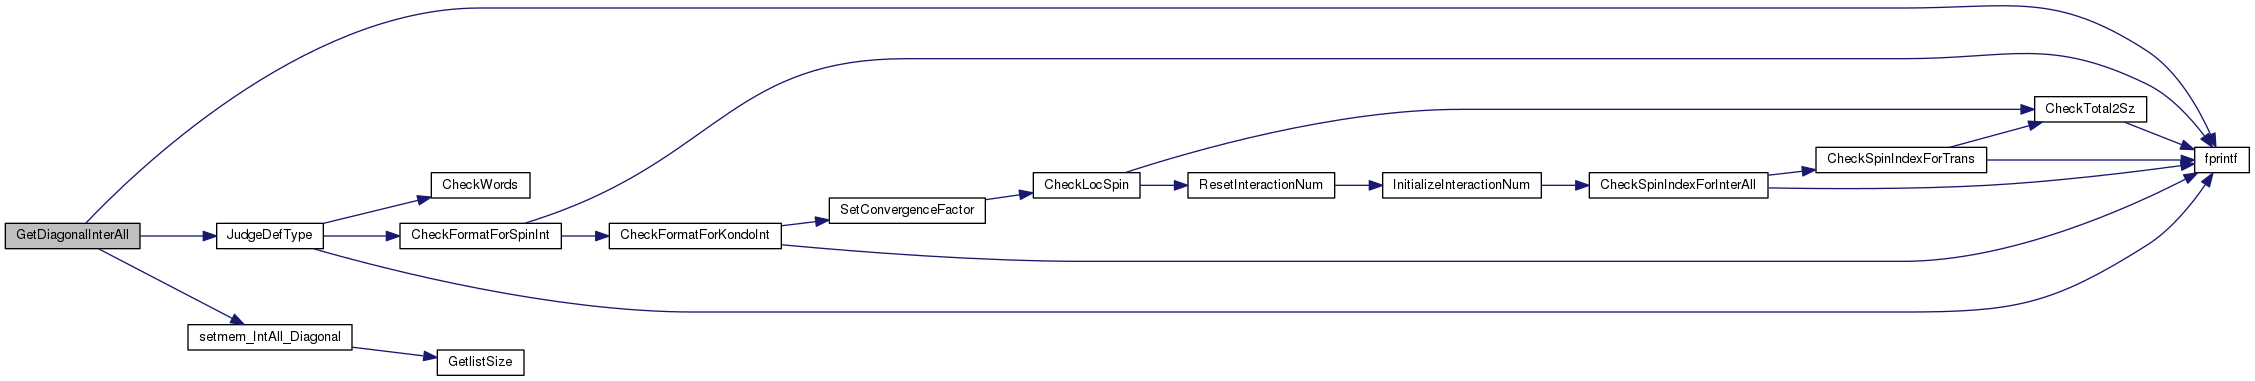 GetDiagonalInterAll
JudgeDefType
setmem_IntAll_Diagonal
CheckWords
CheckFormatForSpinInt
GetlistSize
CheckFormatForKondoInt
SetConvergenceFactor
CheckLocSpin
ResetInteractionNum
InitializeInteractionNum
CheckSpinIndexForInterAll
CheckSpinIndexForTrans
CheckTotal2Sz
fprintf